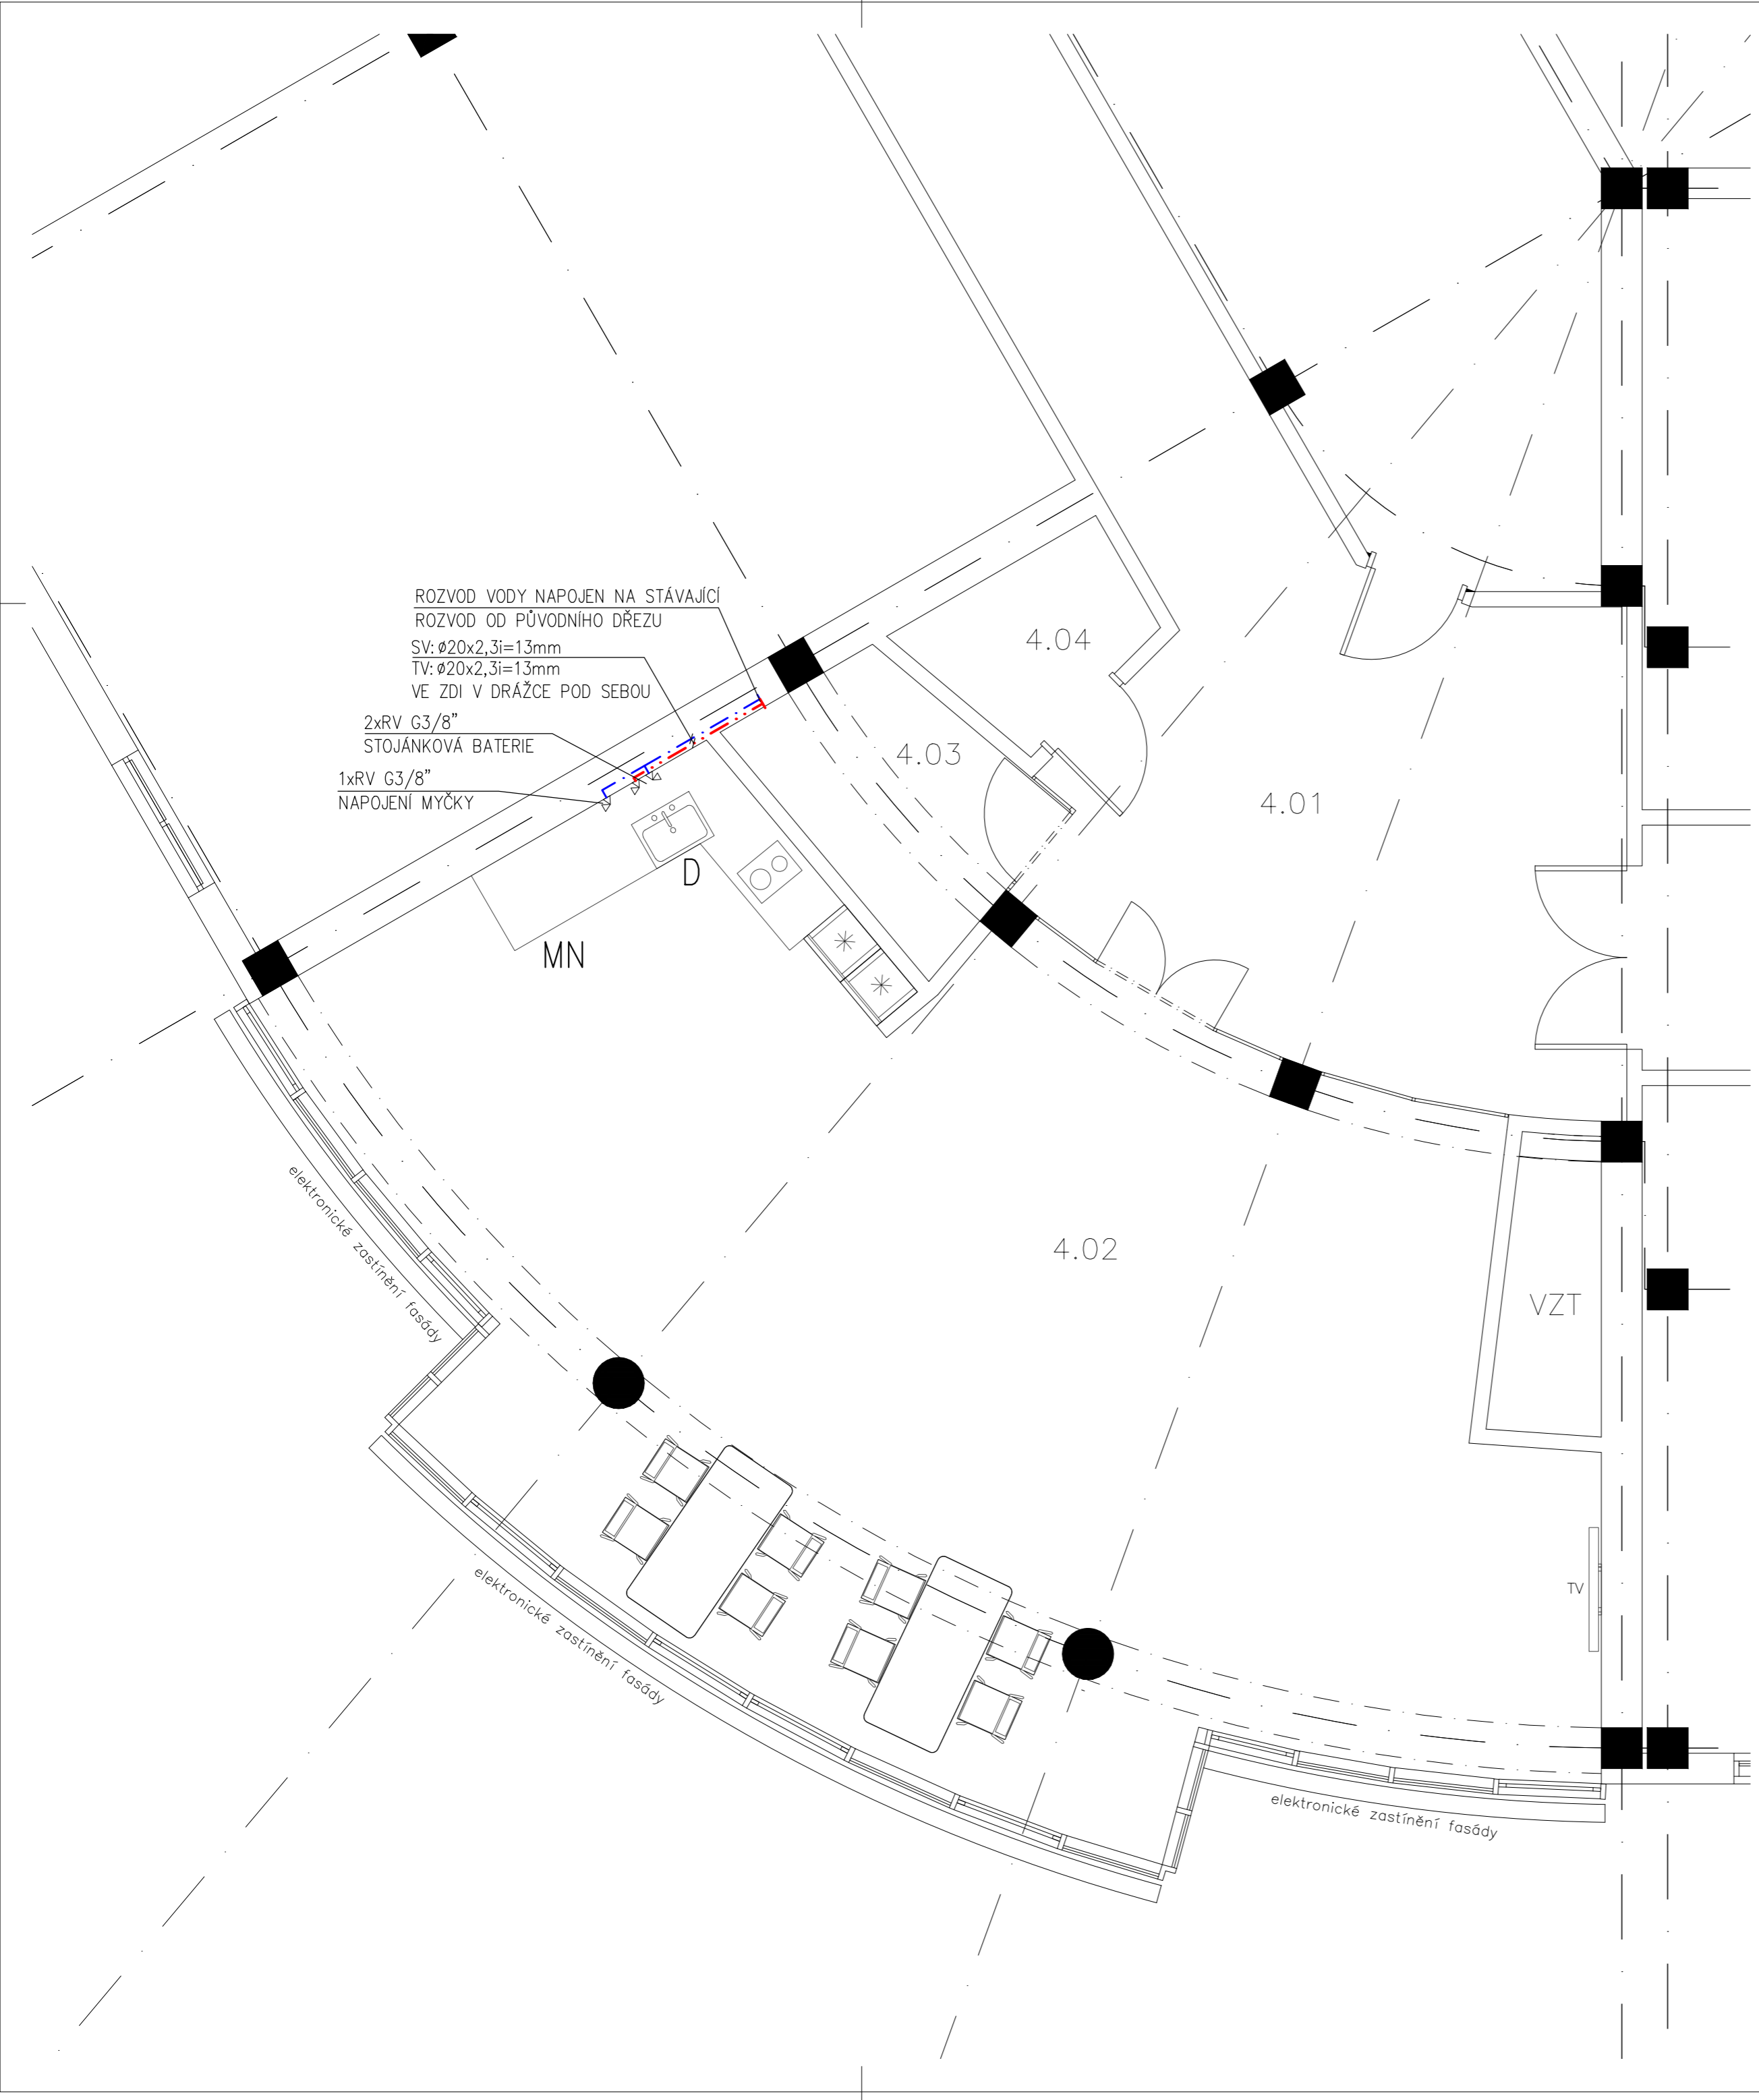 ROZVOD VODY NAPOJEN NA STÁVAJÍCÍ
ROZVOD OD PŮVODNÍHO DŘEZU
SV: ø20x2,3i=13mm
TV: ø20x2,3i=13mm
VE ZDI V DRÁŽCE POD SEBOU
2xRV G3/8"
STOJÁNKOVÁ BATERIE
1xRV G3/8"
NAPOJENÍ MYČKY
4.04
4.03
4.01
D
MN
4.02
VZT
TV
elektronické zastínění fasády
elektronické zastínění fasády
elektronické zastínění fasády